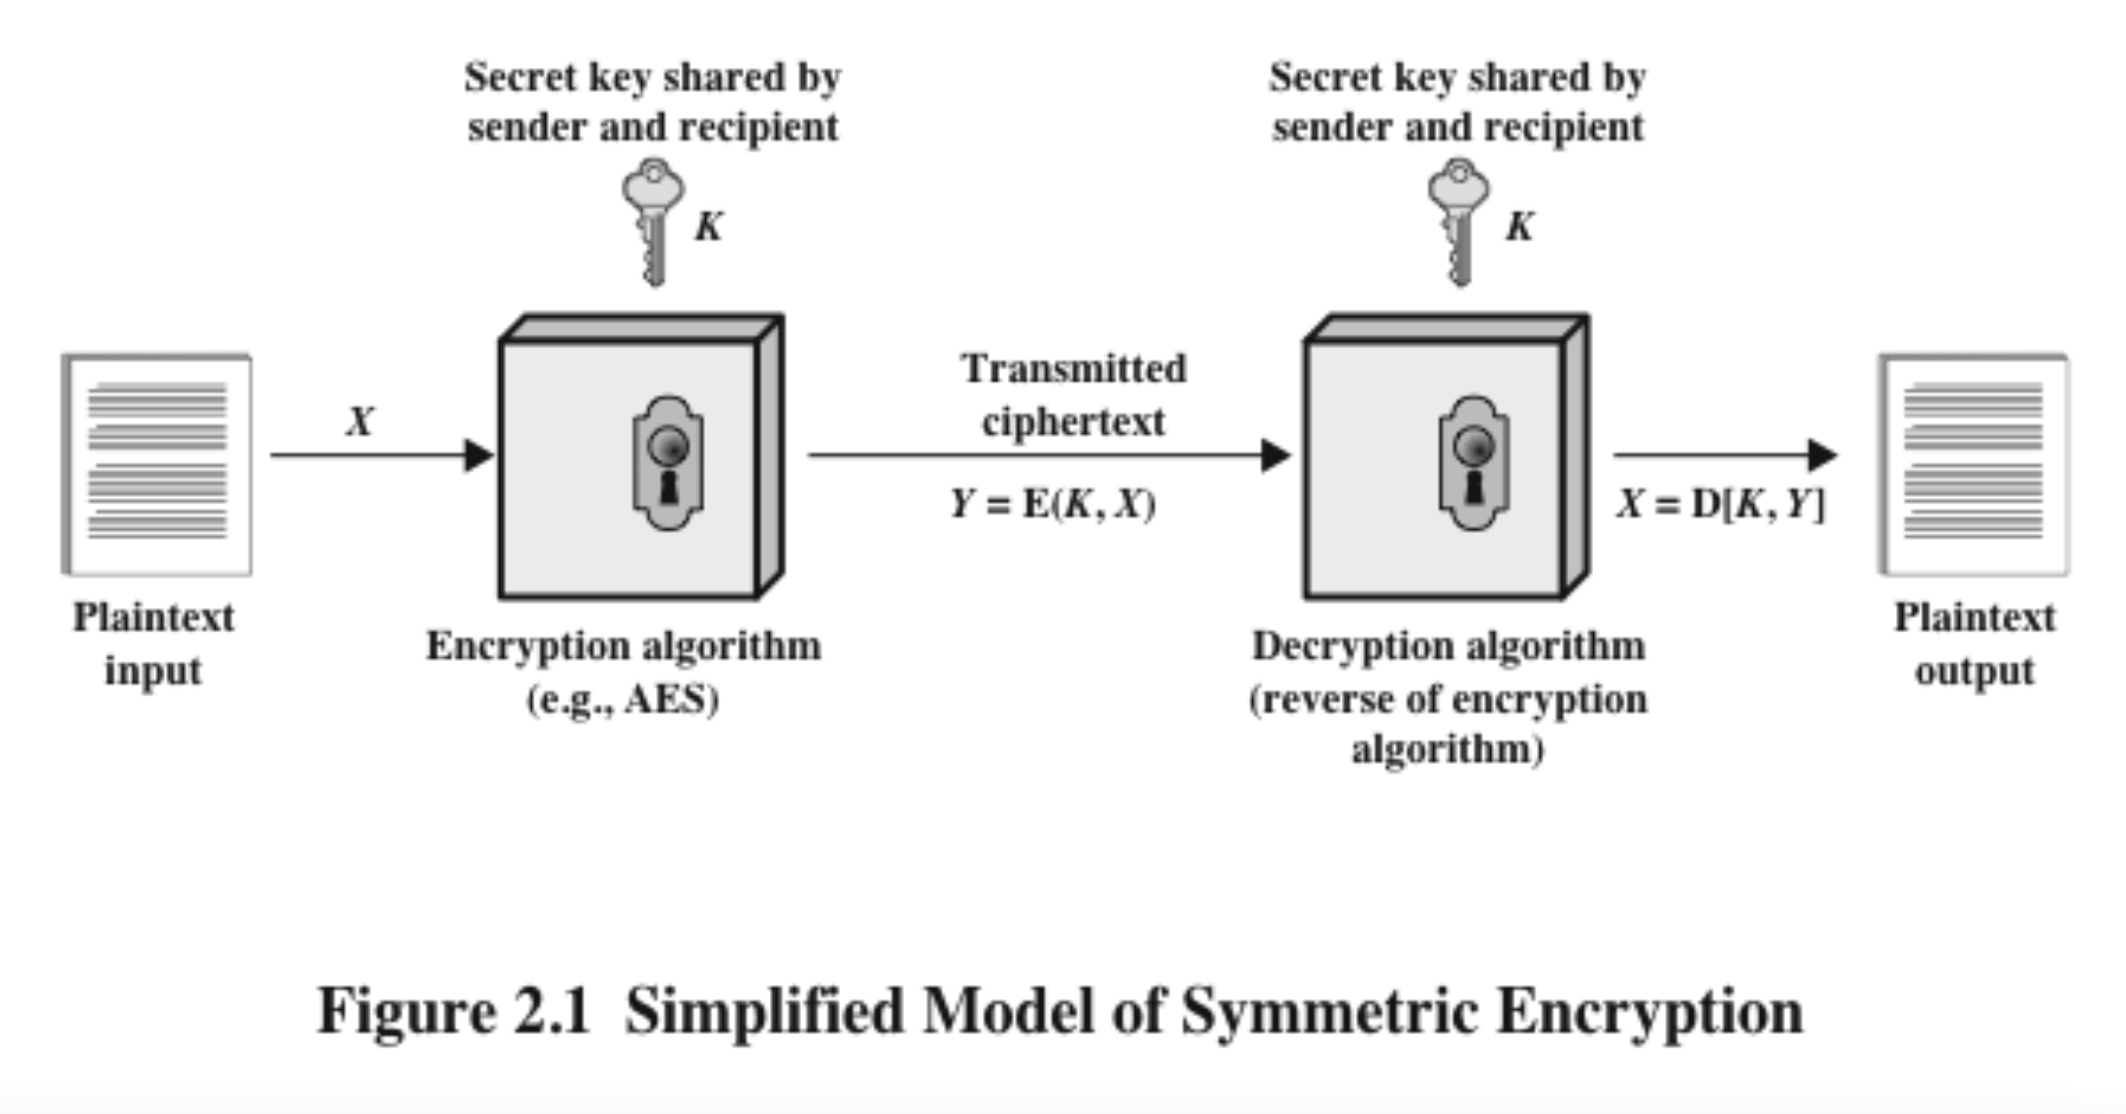 Secret key shared by
sender and recipient
K
Secret key shared by
sender and recipient
K
X
Transmitted
ciphertext
Y = E(K, X)
X = D[K, Y]
Plaintext
input
Encryption algorithm
(e.g., AES)
Decryption algorithm
(reverse of encryption
algorithm)
Plaintext
output
Figure 2.1 Simplified Model of Symmetric Encryption